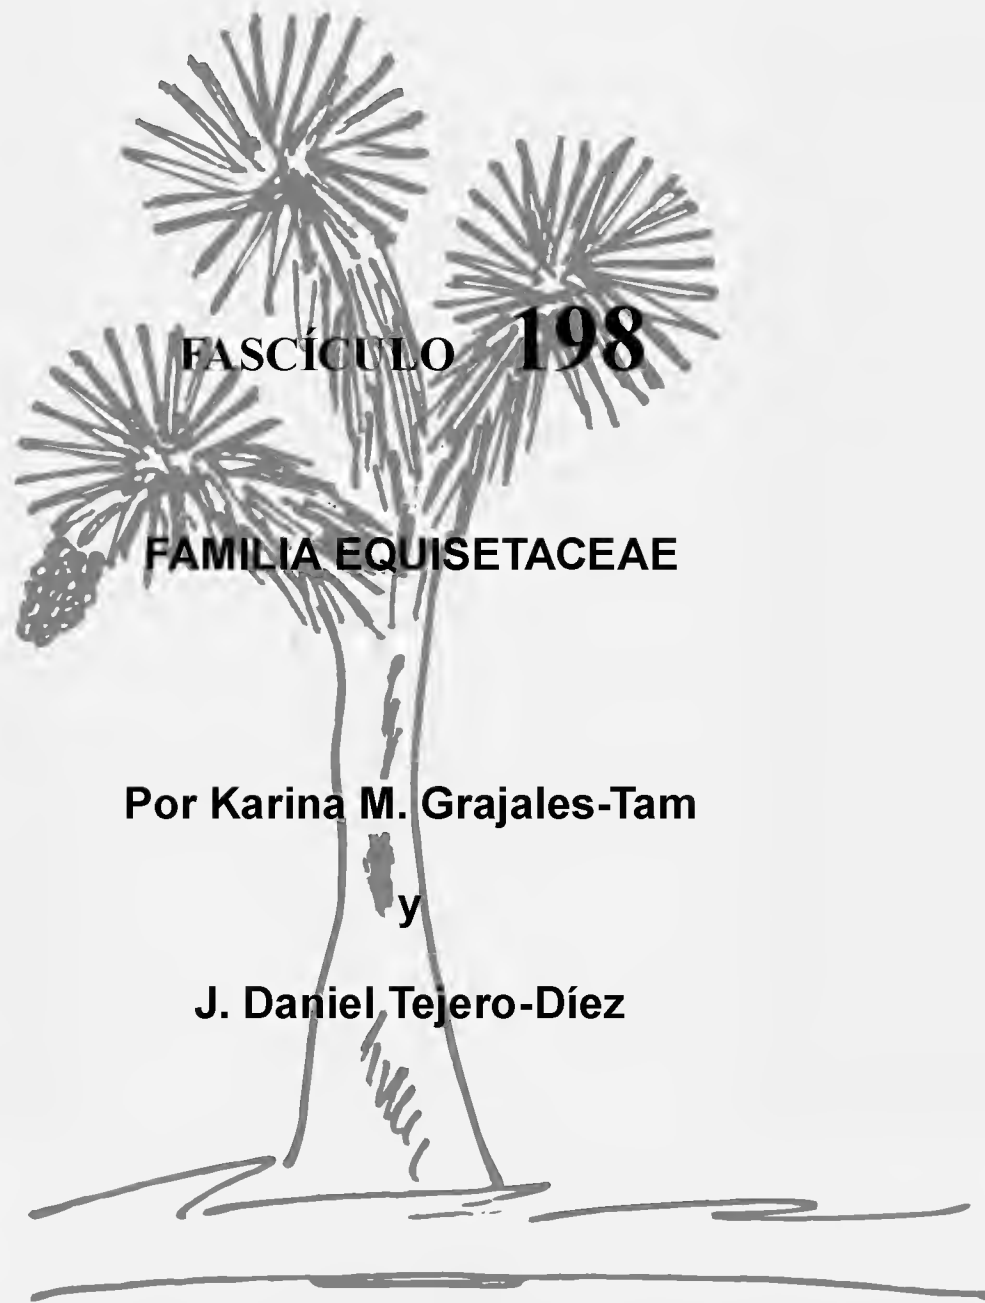 FASCÍCULO 198
FAMILIA EQUISETACEAE
Por Karina M. Grajales-Tam
y
J. Daniel Tejero-Díez